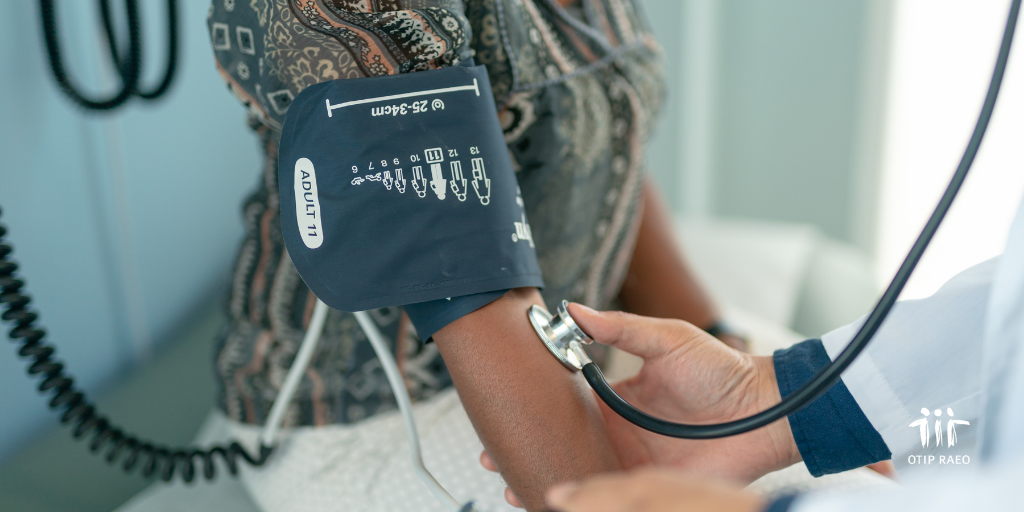 25-34cm
13 12 11 10 9 8 7 6
ADULT 11
OTIP RAEO